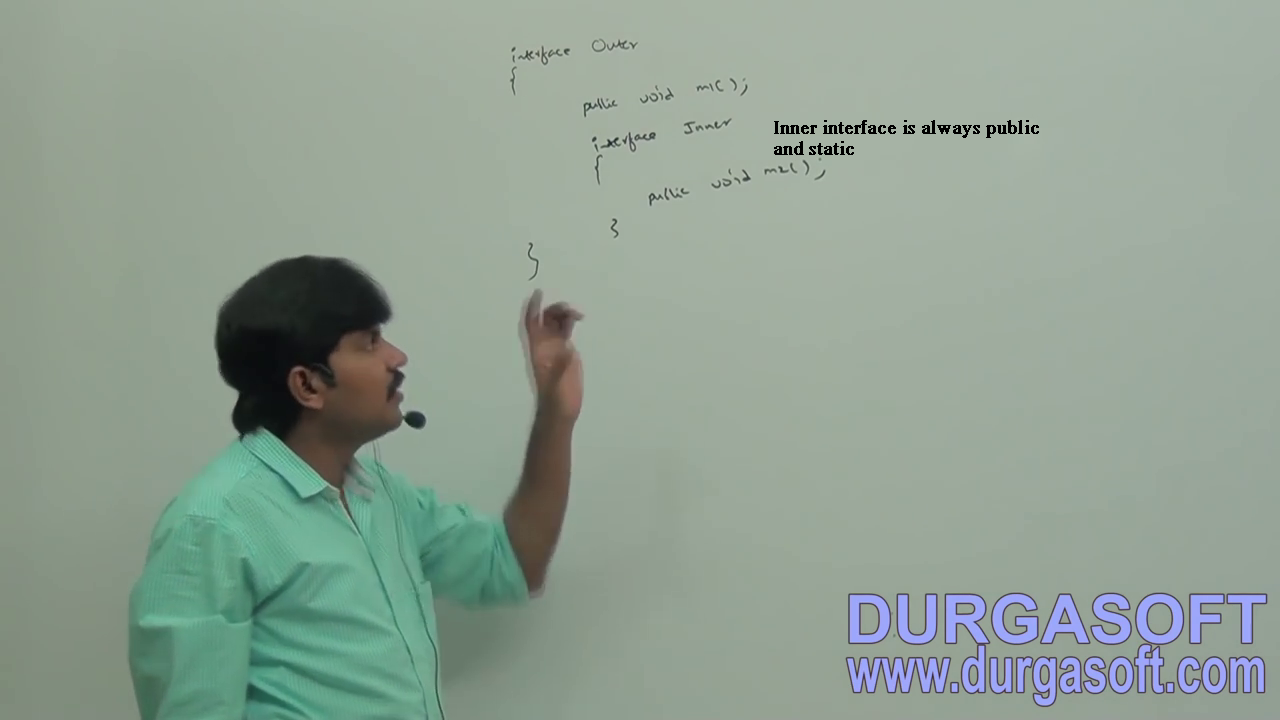 interface Outer
{
public void m1();
interface Inner
{
public void m2();
}
}
Inner interface is always public
and static
DURGASOFT
www.durgasoft.com